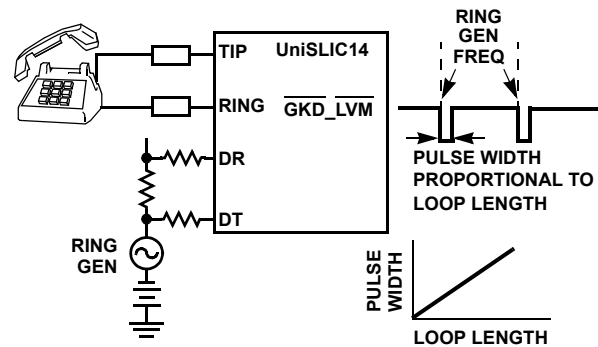 RING
GEN
FREQ
TIP
UniSLIC14
RING
GKD_LVM
DR
DT
RING
GEN
PULSE WIDTH
PROPORTIONAL TO
LOOP LENGTH
PULSE
WIDTH
LOOP LENGTH